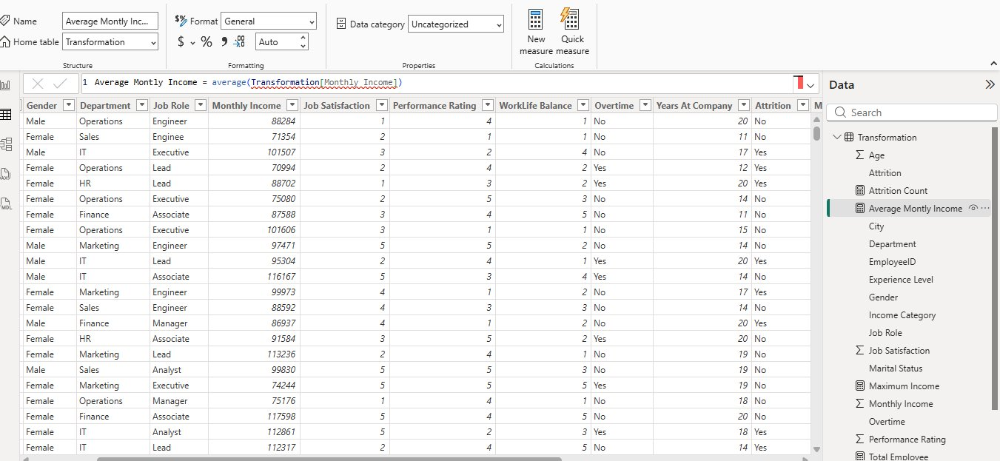 Name Average Montly Inc... $% Format General Data category Uncategorized New measure Quick measure
Home table Transformation $ % 9 Auto
Structure Formatting Properties Calculations
1 Average Montly Income = average(Transformation[Monthly Income])
Gender Department Job Role Monthly Income Job Satisfaction Performance Rating WorkLife Balance Overtime Years At Company Attrition M
Male Operations Engineer 88284 1 4 1 No 20 No
Female Sales Enginee 71354 2 1 1 No 11 No
Male IT Executive 101507 3 2 4 No 17 Yes
Female Operations Lead 70994 2 4 2 Yes 12 Yes
Female HR Lead 88702 1 3 2 Yes 20 Yes
Female Operations Executive 75080 2 5 3 No 14 No
Female Finance Associate 87588 3 4 5 No 11 No
Female Operations Executive 101606 3 1 1 No 15 No
Male Marketing Engineer 97471 5 5 2 No 14 No
Male IT Lead 95304 2 4 1 Yes 20 Yes
Male IT Associate 116167 5 3 4 Yes 14 No
Female Marketing Engineer 99973 4 1 2 No 17 Yes
Female Sales Engineer 88592 4 3 3 No 14 No
Male Finance Manager 86937 4 1 2 No 20 Yes
Female HR Associate 91584 3 5 2 Yes 20 No
Female Marketing Lead 113236 2 4 1 No 19 No
Male Sales Analyst 99830 5 5 3 No 19 No
Female Marketing Executive 74244 5 5 5 Yes 19 No
Female Operations Manager 75176 1 4 1 No 18 No
Female Finance Associate 117598 5 4 5 No 20 No
Female IT Analyst 112861 5 2 3 Yes 18 Yes
Female IT Lead 112317 2 4 5 No 14 Yes
Data
Search
Transformation
Age
Attrition
Attrition Count
Average Montly Income
City
Department
EmployeeID
Experience Level
Gender
Income Category
Job Role
Job Satisfaction
Marital Status
Maximum Income
Monthly Income
Overtime
Performance Rating
Total Employee